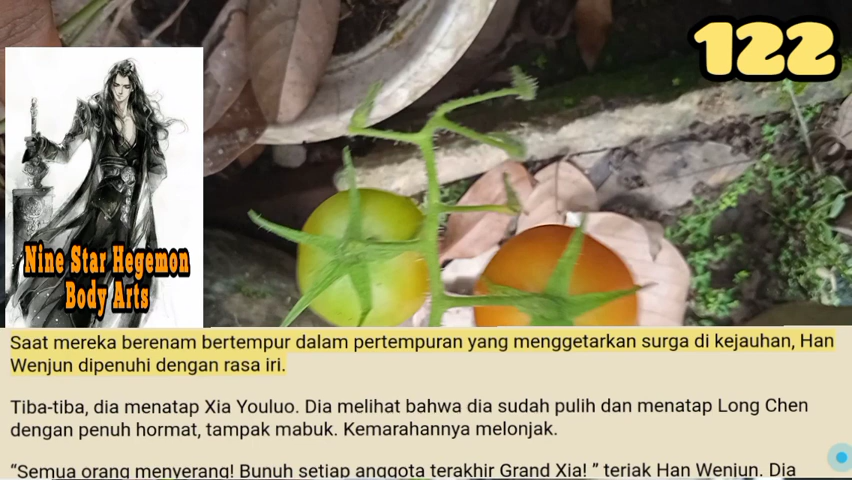 122
Nine Star Hegemon
Body Arts
Saat mereka berenam bertempur dalam pertempuran yang menggetarkan surga di kejauhan, Han
Wenjun dipenuhi dengan rasa iri.
Tiba-tiba, dia menatap Xia Youluo. Dia melihat bahwa dia sudah pulih dan menatap Long Chen
dengan penuh hormat, tampak mabuk. Kemarahannya melonjak.
“Semua orang menyerang! Bunuh setiap anggota terakhir Grand Xia! ” teriak Han Wenjun. Dia